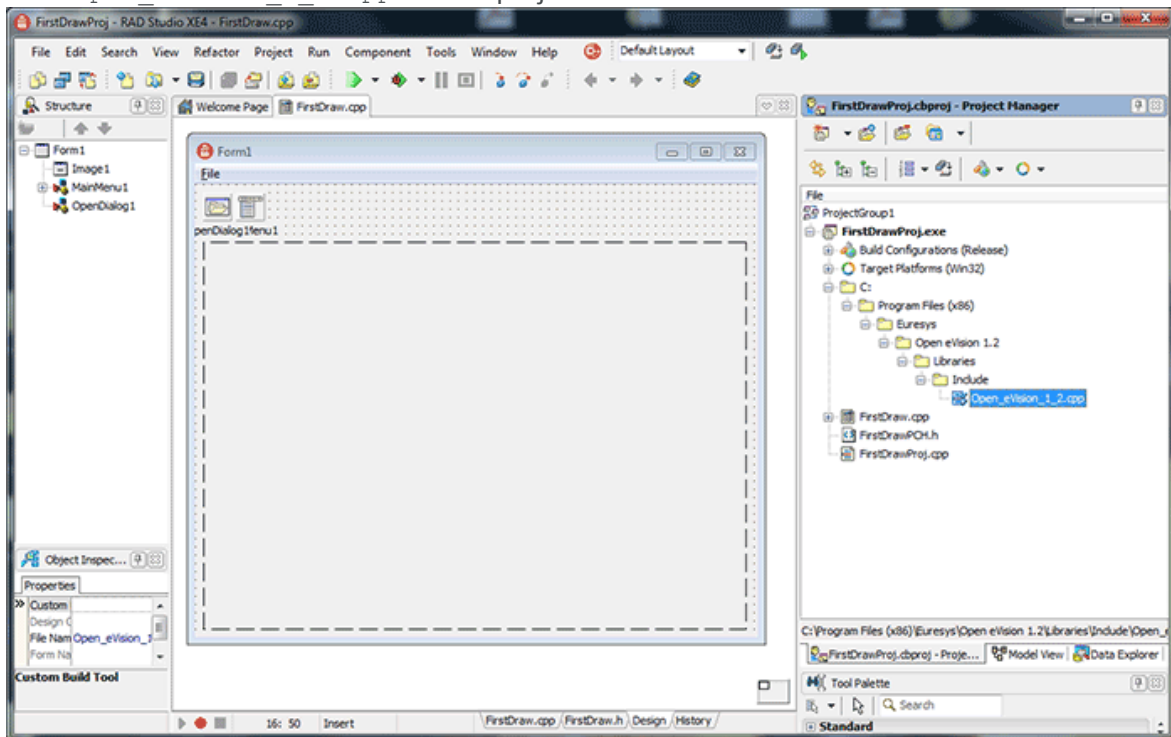 FirstDrawProj - RAD Studio XE4 - FirstDraw.cpp
File Edit Search View Refactor Project Run Component Tools Window Help Default Layout
Structure
Form1
Image1
MainMenu1
OpenDialog1
Object Inspec...
Properties
Custom
Design C
File Nam Open_eVision_1
Form Na
Custom Build Tool
Welcome Page FirstDraw.cpp
Form1
File
penDialog1Menu1
16: 50 Insert
FirstDraw.cpp FirstDraw.h Design History
FirstDrawProj.cbproj - Project Manager
File
ProjectGroup1
FirstDrawProj.exe
Build Configurations (Release)
Target Platforms (Win32)
C:
Program Files (x86)
Euresys
Open eVision 1.2
Libraries
Include
Open_eVision_1_2.cpp
FirstDraw.cpp
FirstDrawPCH.h
FirstDrawProj.cpp
C:\Program Files (x86)\Euresys\Open eVision 1.2\Libraries\Include\Open_e
FirstDrawProj.cbproj - Proje... Model View Data Explorer
Tool Palette
Search
Standard